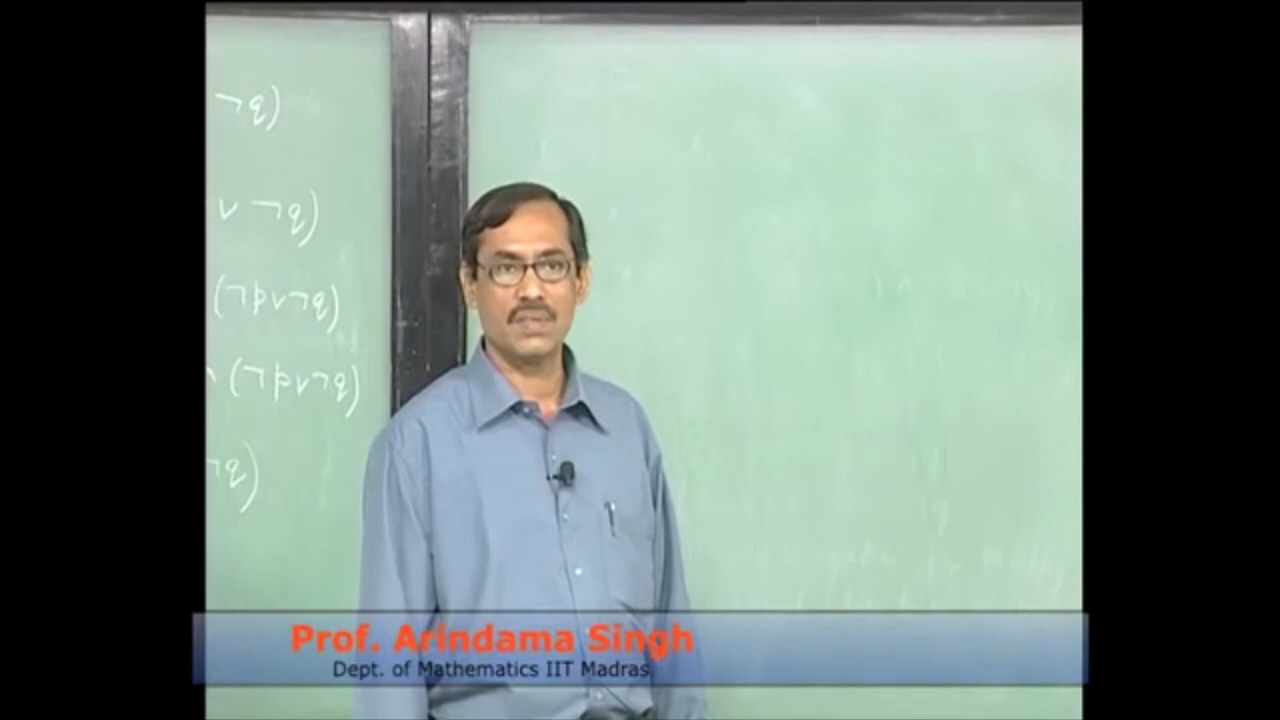 ¬q)
∨ ¬q)
(¬p∨¬q)
(¬p∨¬q)
¬q)
Prof. Arindama Singh
Dept. of Mathematics IIT Madras